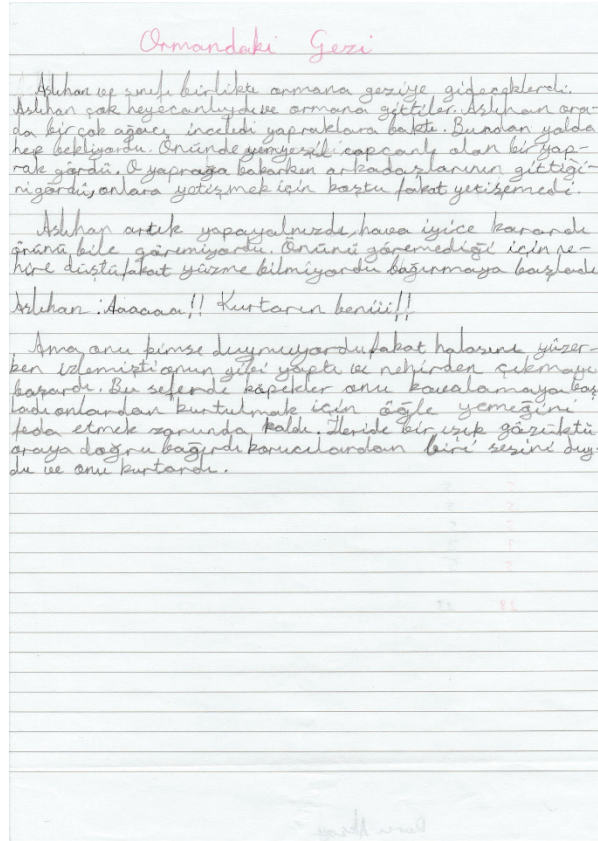 Ormandaki Gezi
Aslıhan ve sınıfı birlikte ormana geziye gideceklerdi.
Aslıhan çok heyecanlıydı ve ormana gittiler. Aslıhan ora-
da birçok ağacı inceledi yapraklara baktı. Bundan yolda
hep bekliyordu. Önünde yemyeşil capcanlı olan bir yap-
rak gördü. O yaprağa bakarken arkadaşlarının gittiği-
ni gördü, onlara yetişmek için koştu fakat yetişemedi.
Aslıhan artık yapayalnızdı, hava iyice karardı
önünü bile göremiyordu. Önünü göremediği için ne-
hire düştü fakat yüzme bilmiyordu bağırmaya başladı
Aslıhan : Aaaaaa!! Kurtarın beniii!!
Ama onu kimse duymuyordu fakat halasını yüzer-
ken izlemişti onun gibi yaptı ve nehirden çıkmayı
başardı. Bu seferde köpekler onu kovalamaya baş
ladı onlardan kurtulmak için öğle yemeğini
feda etmek zorunda kaldı. İleride bir ışık gözüktü
oraya doğru bağırdı koruculardan biri sesini duy-
du ve onu kurtardı.